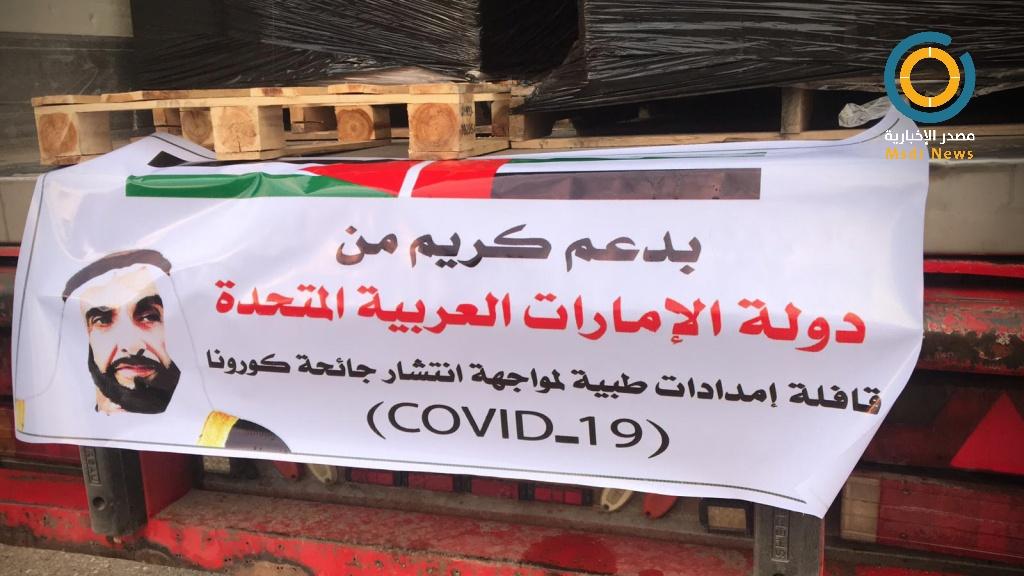 مصدر الإخبارية
Msdr News
بدعم كريم من
دولة الإمارات العربية المتحدة
قافلة إمدادات طبية لمواجهة انتشار جائحة كورونا
(COVID_19)